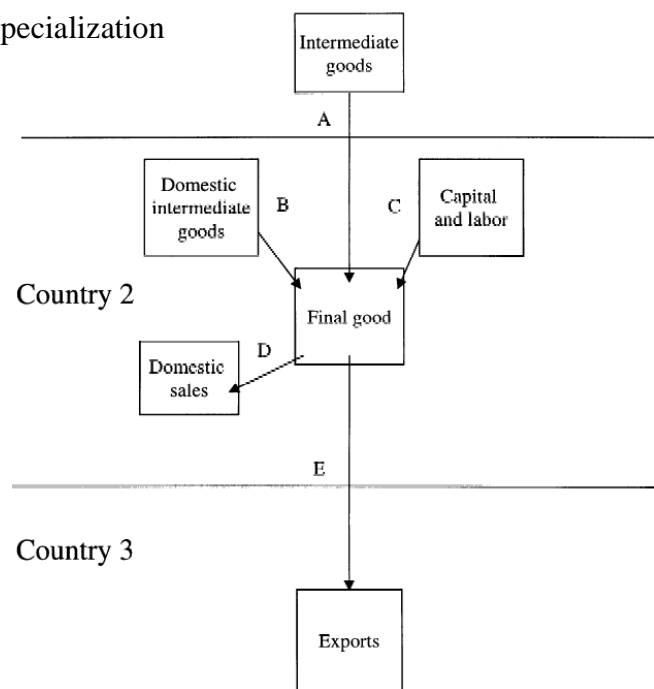 pecialization
Intermediate
goods
A
Domestic
intermediate
goods
B
C
Capital
and labor
Country 2
Final good
D
Domestic
sales
E
Country 3
Exports